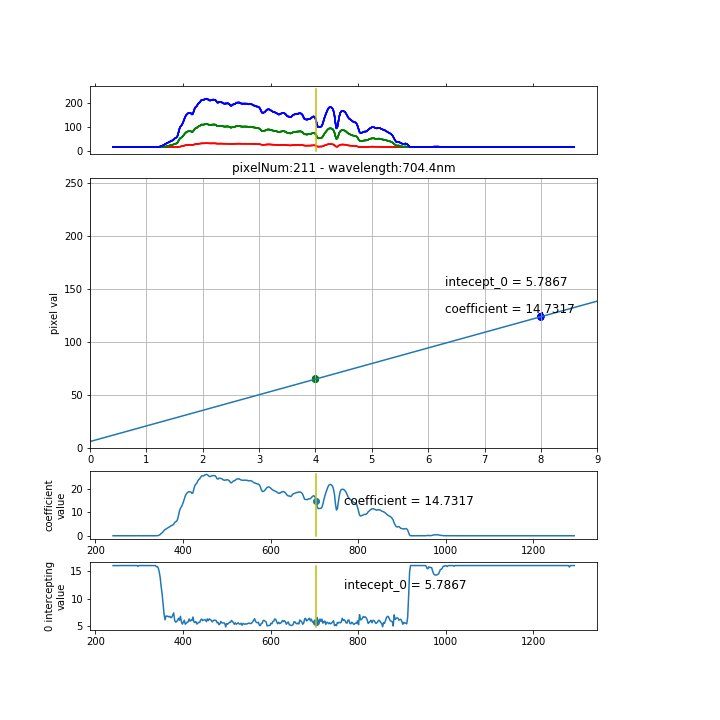 200
100
0
pixelNum:211 - wavelength:704.4nm
250
200
150
100
50
0
pixel val
intecept_0 = 5.7867
coefficient = 14.7317
0 1 2 3 4 5 6 7 8 9
20
10
0
coefficient
value
coefficient = 14.7317
200 400 600 800 1000 1200
15
10
5
0 intercepting
value
intecept_0 = 5.7867
200 400 600 800 1000 1200